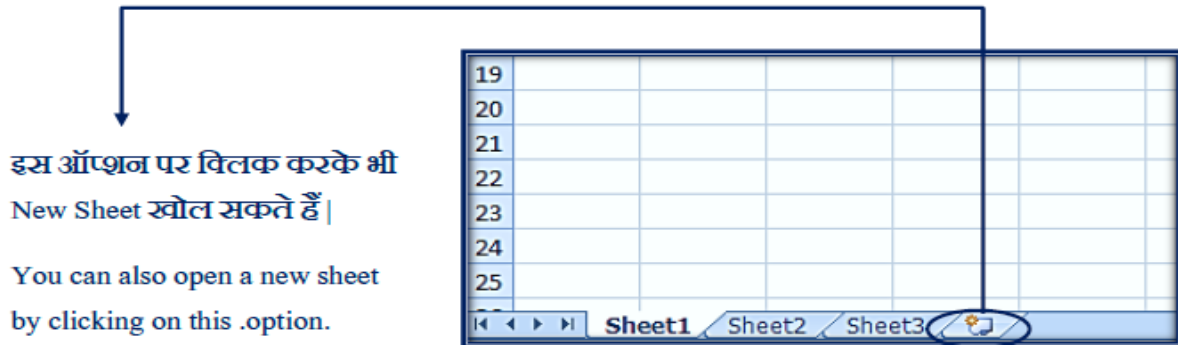 इस ऑप्शन पर क्लिक करके भी
New Sheet खोल सकते हैं|
You can also open a new sheet
by clicking on this .option.
19
20
21
22
23
24
25
Sheet1 Sheet2 Sheet3